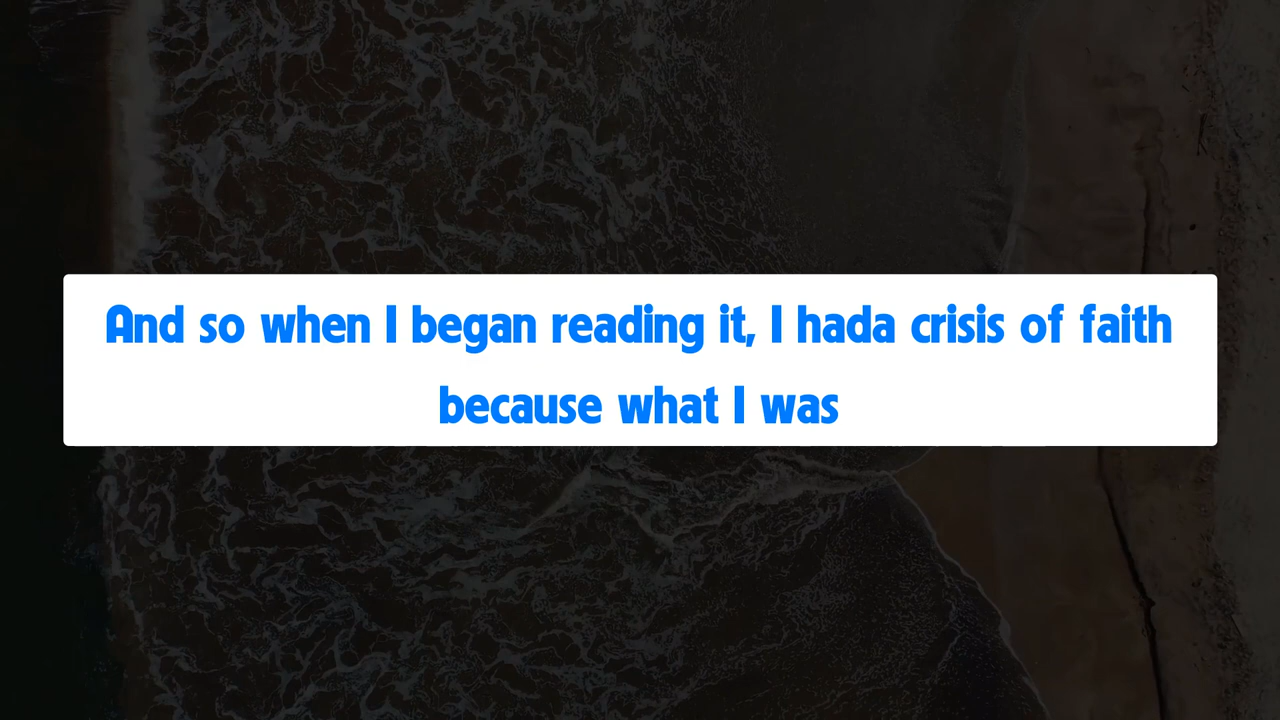 And so when I began reading it, I hada crisis of faith
because what I was